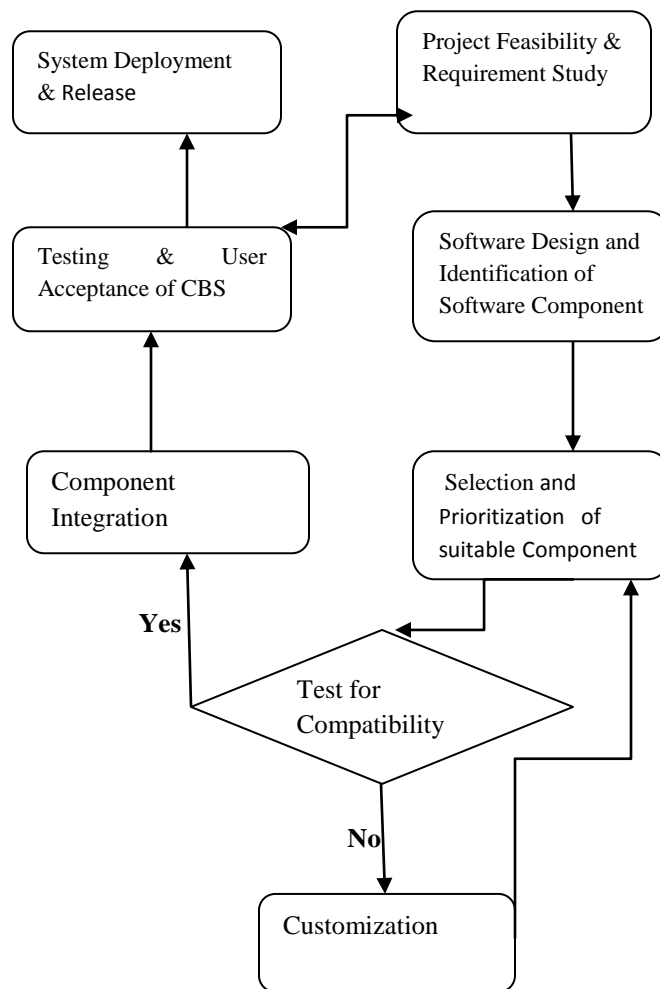 System Deployment
& Release
Project Feasibility &
Requirement Study
Testing & User
Acceptance of CBS
Software Design and
Identification of
Software Component
Component
Integration
Selection and
Prioritization of
suitable Component
Yes
Test for
Compatibility
No
Customization